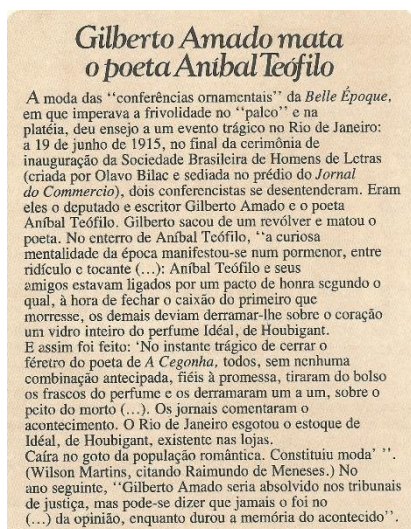 Gilberto Amado mata
o poeta Aníbal Teófilo
A moda das "conferências ornamentais" da Belle Époque,
em que imperava a frivolidade no "palco" e na
platéia, deu ensejo a um evento trágico no Rio de Janeiro:
a 19 de junho de 1915, no final da cerimônia de
inauguração da Sociedade Brasileira de Homens de Letras
(criada por Olavo Bilac e sediada no prédio do Jornal
do Commercio), dois conferencistas se desentenderam. Eram
eles o deputado e escritor Gilberto Amado e o poeta
Aníbal Teófilo. Gilberto sacou de um revólver e matou o
poeta. No enterro de Aníbal Teófilo, "a curiosa
mentalidade da época manifestou-se num pormenor, entre
ridículo e tocante (...): Aníbal Teófilo e seus
amigos estavam ligados por um pacto de honra segundo o
qual, à hora de fechar o caixão do primeiro que
morresse, os demais deviam derramar-lhe sobre o coração
um vidro inteiro do perfume Idéal, de Houbigant.
E assim foi feito: 'No instante trágico de cerrar o
féretro do poeta de A Cegonha, todos, sem nenhuma
combinação antecipada, fiéis à promessa, tiraram do bolso
os frascos do perfume e os derramaram um a um, sobre o
peito do morto (...). Os jornais comentaram o
acontecimento. O Rio de Janeiro esgotou o estoque de
Idéal, de Houbigant, existente nas lojas.
Caíra no goto da população romântica. Constituiu moda' ".
(Wilson Martins, citando Raimundo de Meneses.) No
ano seguinte, "Gilberto Amado seria absolvido nos tribunais
de justiça, mas pode-se dizer que jamais o foi no
(...) da opinião, enquanto durou a memória do acontecido".